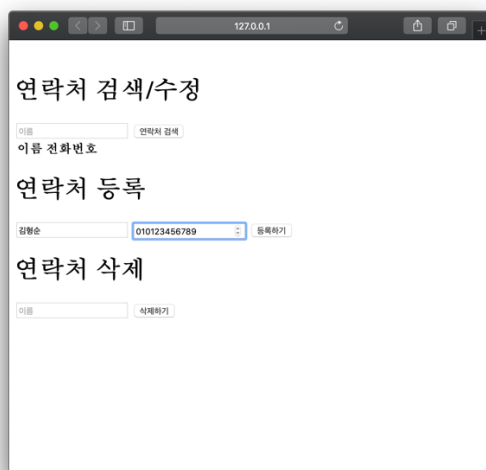 127.0.0.1
연락처 검색/수정
이름 연락처 검색
이름 전화번호
연락처 등록
김형순 010123456789 등록하기
연락처 삭제
이름 삭제하기